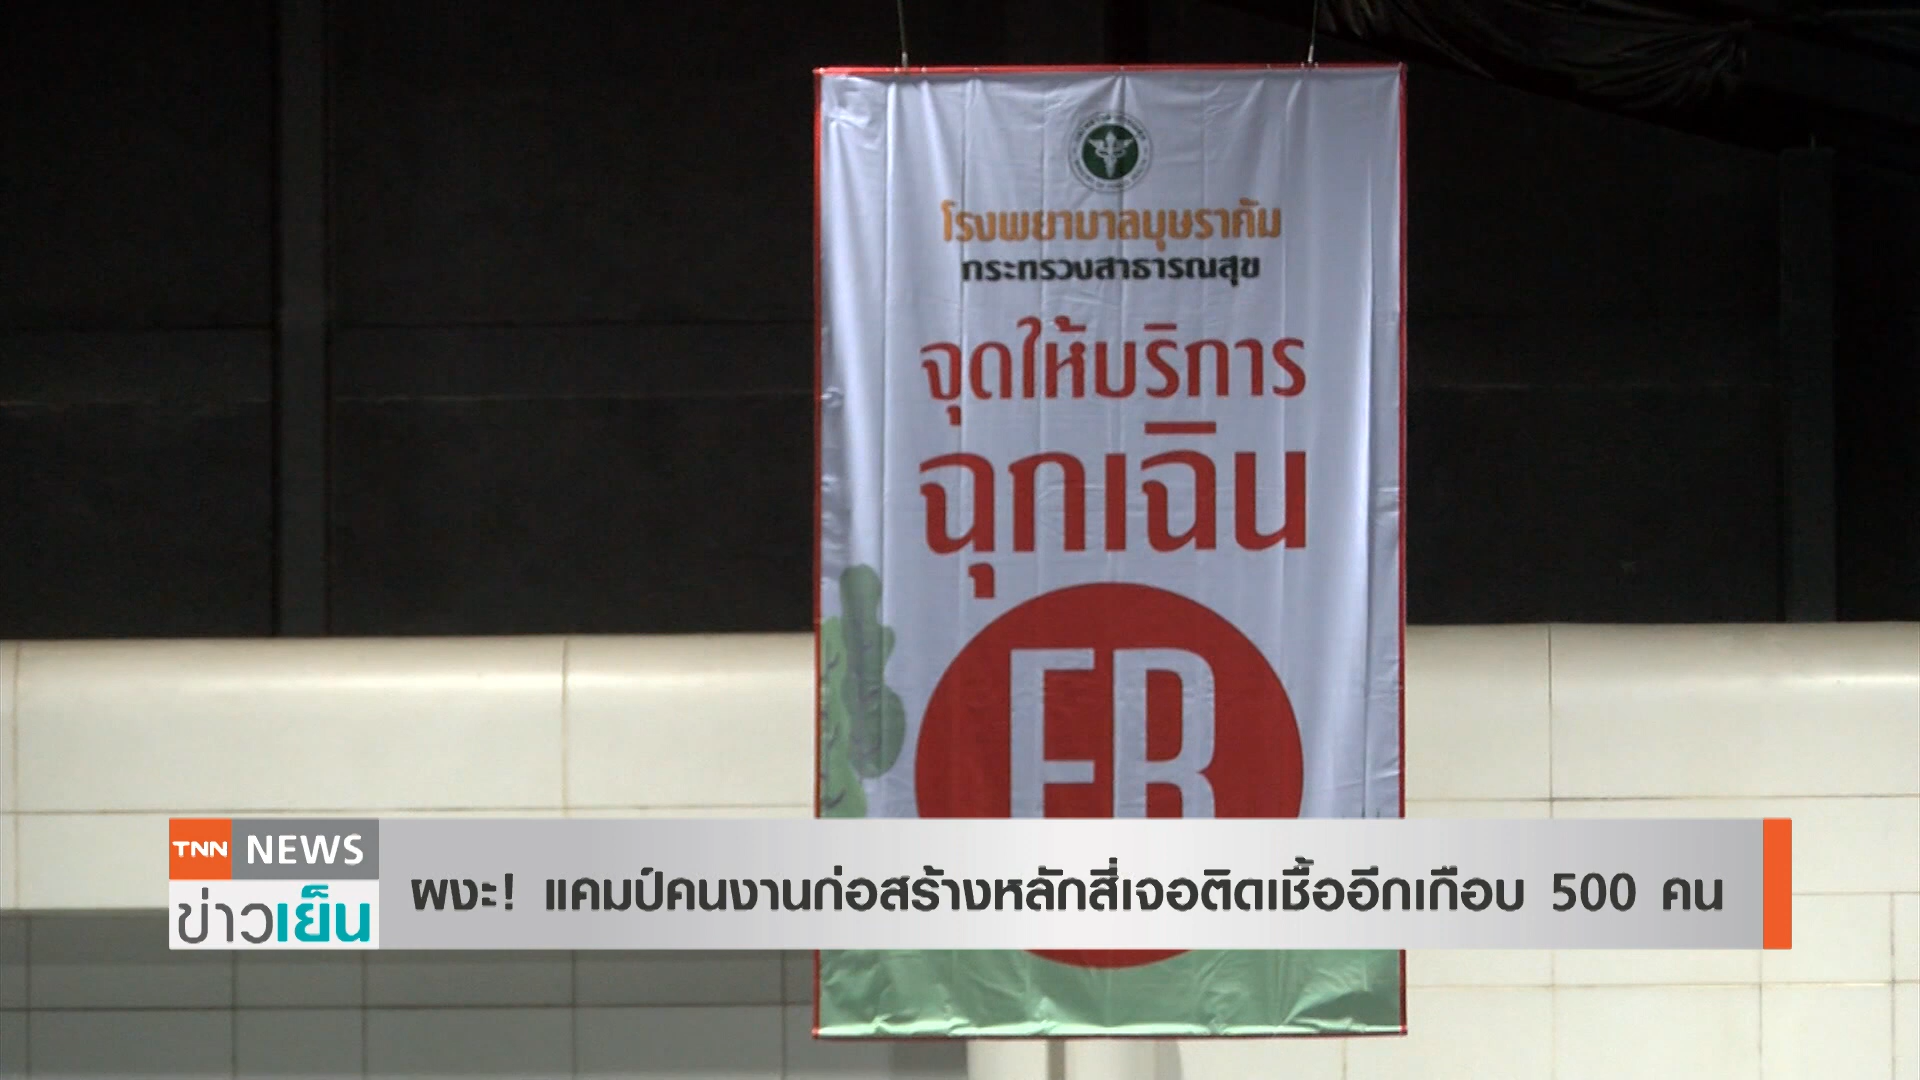 โรงพยาบาลบุษราคัม
กระทรวงสาธารณสุข
จุดให้บริการ
ฉุกเฉิน
ER
TNN NEWS
ข่าวเย็น
ผงะ! แคมป์คนงานก่อสร้างหลักสี่เจอติดเชื้ออีกเกือบ 500 คน